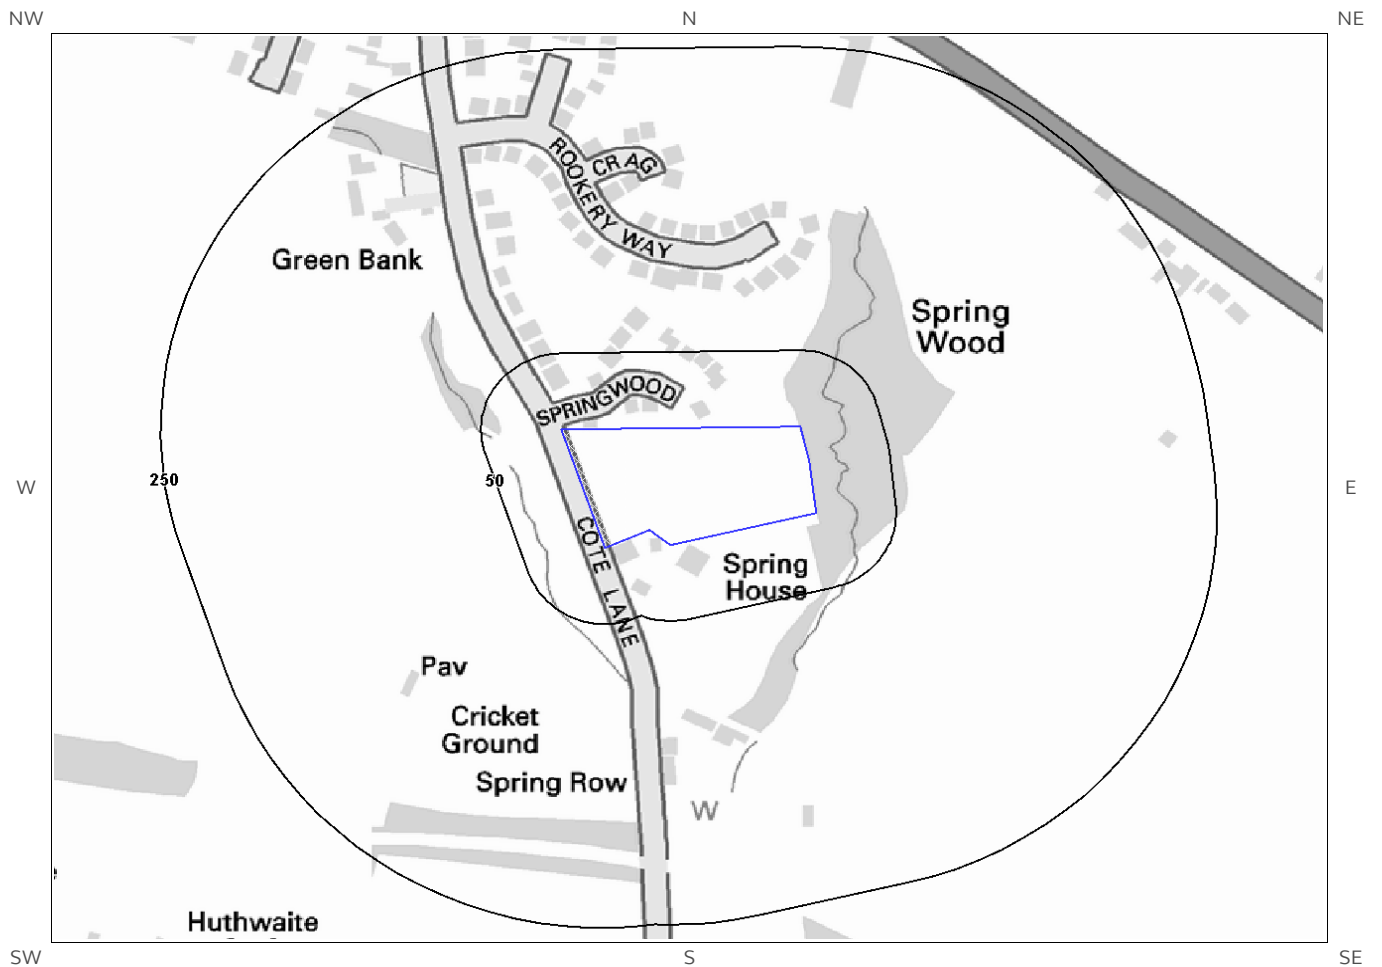 NW
N
NE
ROOKERY WAY
CRAG
Green Bank
Spring
Wood
SPRINGWOOD
250
50
W
E
COTE LANE
Spring
House
Pav
Cricket
Ground
Spring Row
W
Huthwaite
SW
S
SE